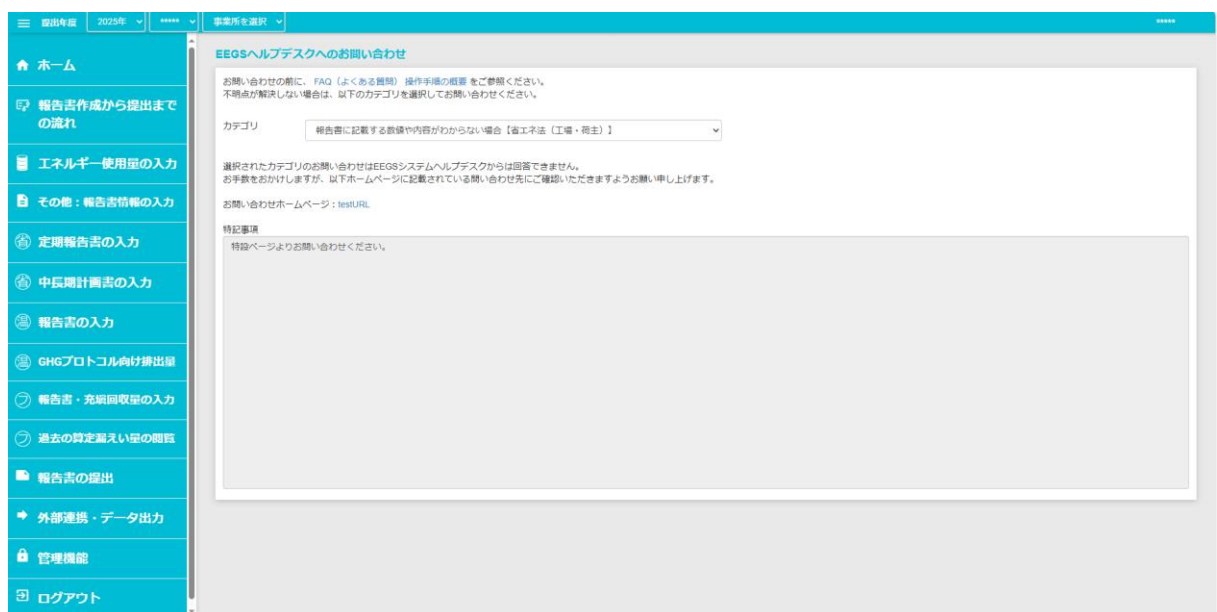 提出年度 2025年 ***** 事業所を選択 *****
ホーム
報告書作成から提出まで
の流れ
エネルギー使用量の入力
その他：報告書情報の入力
省 定期報告書の入力
省 中長期計画書の入力
温 報告書の入力
温 GHGプロトコル向け排出量
フ 報告書・充填回収量の入力
フ 過去の算定漏えい量の閲覧
報告書の提出
外部連携・データ出力
管理機能
ログアウト
EEGSヘルプデスクへのお問い合わせ
お問い合わせの前に、 FAQ（よくある質問） 操作手順の概要 をご参照ください。
不明点が解決しない場合は、以下のカテゴリを選択してお問い合わせください。
カテゴリ 報告書に記載する数値や内容がわからない場合【省エネ法（工場・荷主）】
選択されたカテゴリのお問い合わせはEEGSシステムヘルプデスクからは回答できません。
お手数をおかけしますが、以下ホームページに記載されている問い合わせ先にご確認いただきますようお願い申し上げます。
お問い合わせホームページ：testURL
特記事項
特設ページよりお問い合わせください。